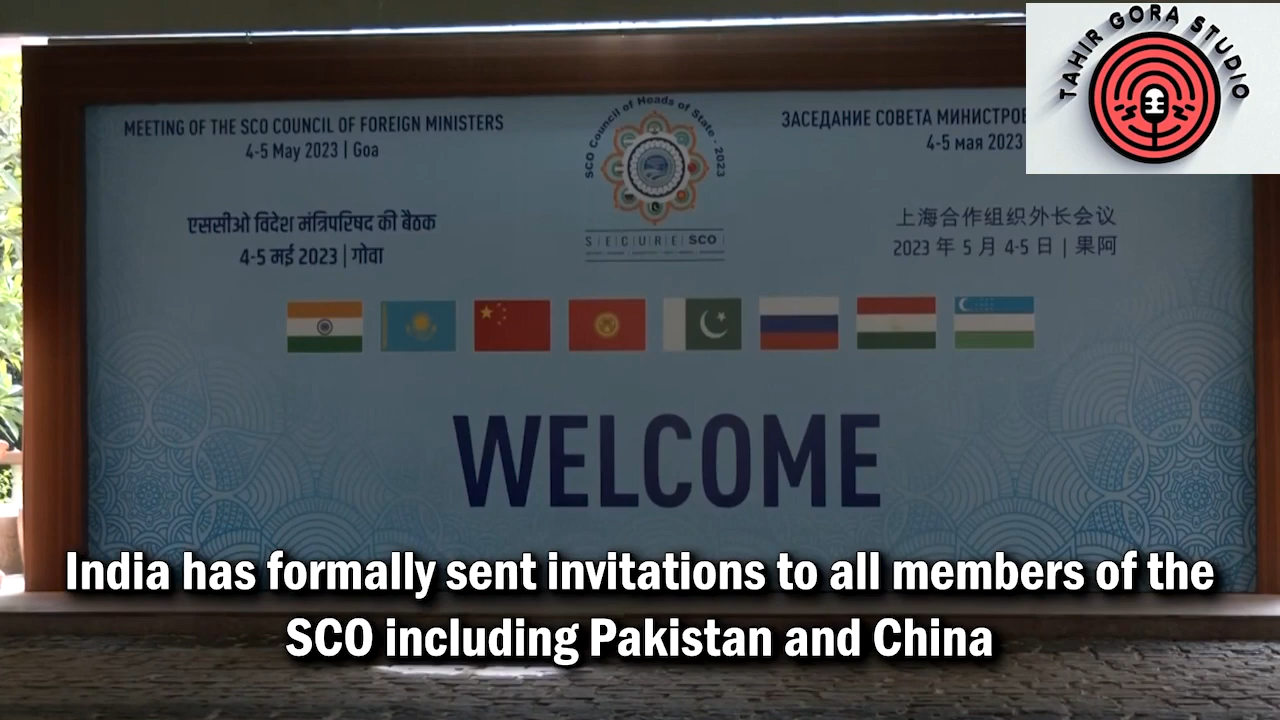 TAHIR GORA STUDIO
MEETING OF THE SCO COUNCIL OF FOREIGN MINISTERS
4-5 May 2023 | Goa
एससीओ विदेश मंत्रिपरिषद की बैठक
4-5 मई 2023 | गोवा
SCO Council of Heads of State - 2023
SECURE SCO
ЗАСЕДАНИЕ СОВЕТА
4-5 мая 2023
上海合作组织外长会议
2023 年 5 月 4-5 日 | 果阿
WELCOME
India has formally sent invitations to all members of the
SCO including Pakistan and China